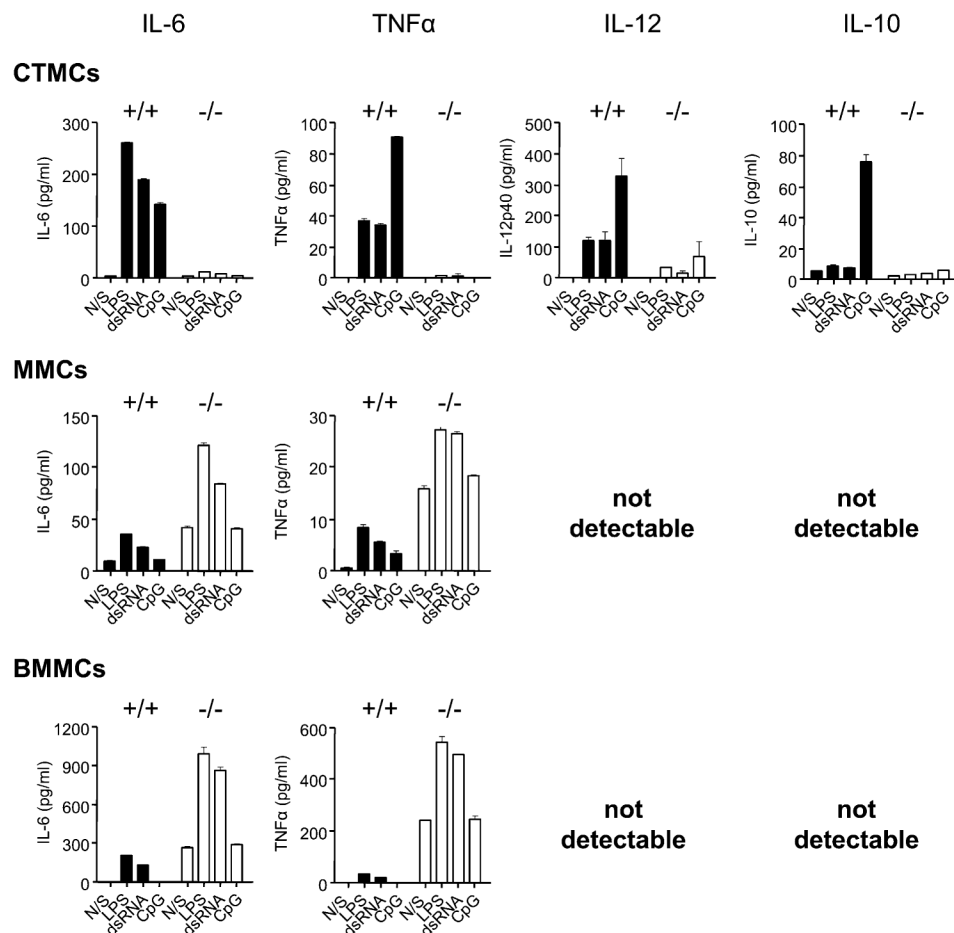 IL-6 TNFα IL-12 IL-10
CTMCs
+/+ -/- +/+ -/- +/+ -/- +/+ -/-
IL-6 (pg/ml)
300
200
100
0
N/S LPS dsRNA CpG N/S LPS dsRNA CpG
TNFα (pg/ml)
100
80
60
40
20
0
N/S LPS dsRNA CpG N/S LPS dsRNA CpG
IL-12p40 (pg/ml)
500
400
300
200
100
0
N/S LPS dsRNA CpG N/S LPS dsRNA CpG
IL-10 (pg/ml)
100
80
60
40
20
0
N/S LPS dsRNA CpG N/S LPS dsRNA CpG
MMCs
+/+ -/- +/+ -/-
IL-6 (pg/ml)
150
100
50
0
N/S LPS dsRNA CpG N/S LPS dsRNA CpG
TNFα (pg/ml)
30
20
10
0
N/S LPS dsRNA CpG N/S LPS dsRNA CpG
not
detectable
not
detectable
BMMCs
+/+ -/- +/+ -/-
IL-6 (pg/ml)
1200
900
600
300
0
N/S LPS dsRNA CpG N/S LPS dsRNA CpG
TNFα (pg/ml)
600
400
200
0
N/S LPS dsRNA CpG N/S LPS dsRNA CpG
not
detectable
not
detectable